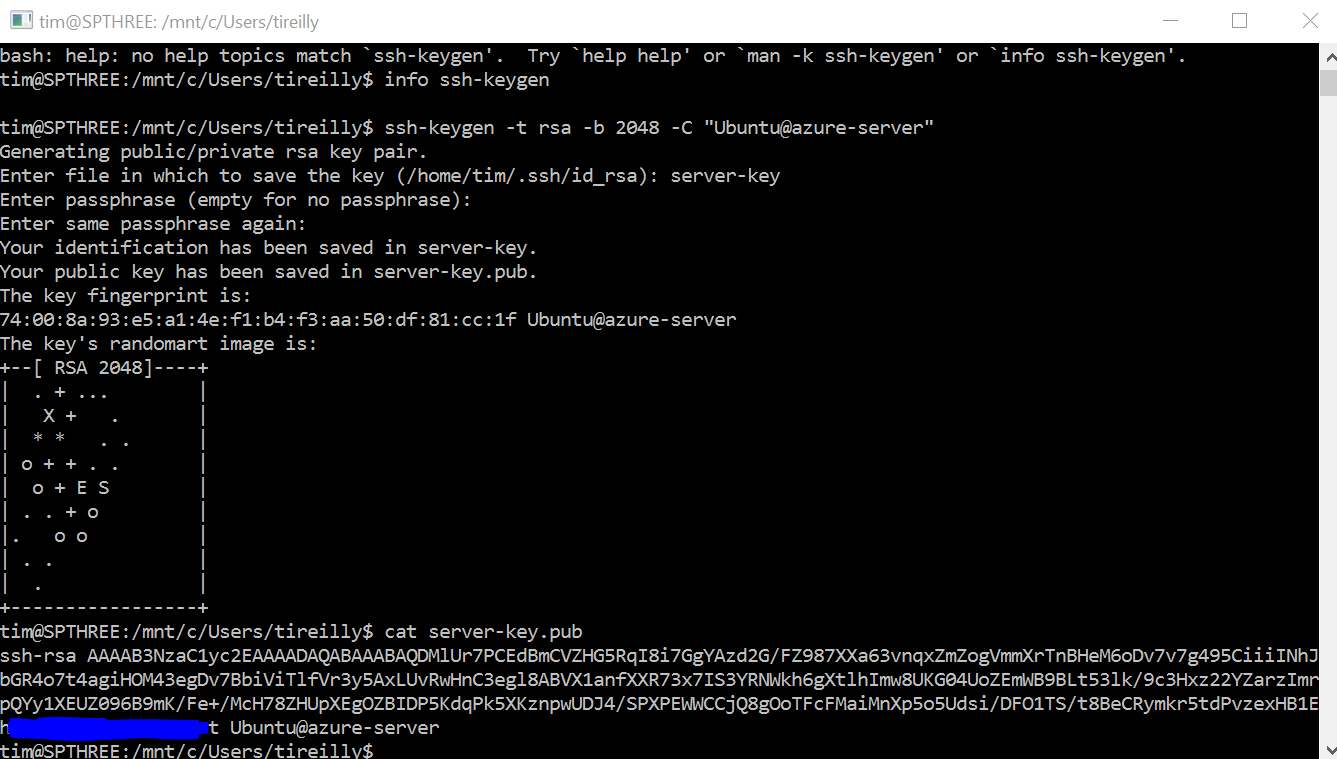 tim@SPTHREE: /mnt/c/Users/tireilly
bash: help: no help topics match `ssh-keygen'.  Try `help help' or `man -k ssh-keygen' or `info ssh-keygen'.
tim@SPTHREE:/mnt/c/Users/tireilly$ info ssh-keygen
tim@SPTHREE:/mnt/c/Users/tireilly$ ssh-keygen -t rsa -b 2048 -C "Ubuntu@azure-server"
Generating public/private rsa key pair.
Enter file in which to save the key (/home/tim/.ssh/id_rsa): server-key
Enter passphrase (empty for no passphrase):
Enter same passphrase again:
Your identification has been saved in server-key.
Your public key has been saved in server-key.pub.
The key fingerprint is:
74:00:8a:93:e5:a1:4e:f1:b4:f3:aa:50:df:81:cc:1f Ubuntu@azure-server
The key's randomart image is:
+--[ RSA 2048]----+
|  . + ...        |
|   X +   .       |
|  * *   . .      |
| o + + . .       |
|  o + E S        |
| . . + o         |
|.   o o          |
| . .             |
|  .              |
+-----------------+
tim@SPTHREE:/mnt/c/Users/tireilly$ cat server-key.pub
ssh-rsa AAAAB3NzaC1yc2EAAAADAQABAAABAQDMlUr7PCEdBmCVZHG5RqI8i7GgYAzd2G/FZ987XXa63vnqxZmZogVmmXrTnBHeM6oDv7v7g495CiiiINhJ
bGR4o7t4agiHOM43egDv7BbiViTlfVr3y5AxLUvRwHnC3egl8ABVX1anfXXR73x7IS3YRNWkh6gXtlhImw8UKG04UoZEmWB9BLt53lk/9c3Hxz22YZarzImr
pQYy1XEUZ096B9mK/Fe+/McH78ZHUpXEgOZBIDP5KdqPk5XKznpwUDJ4/SPXPEWWCCjQ8gOoTFcFMaiMnXp5o5Udsi/DFO1TS/t8BeCRymkr5tdPvzexHB1E
h t Ubuntu@azure-server
tim@SPTHREE:/mnt/c/Users/tireilly$